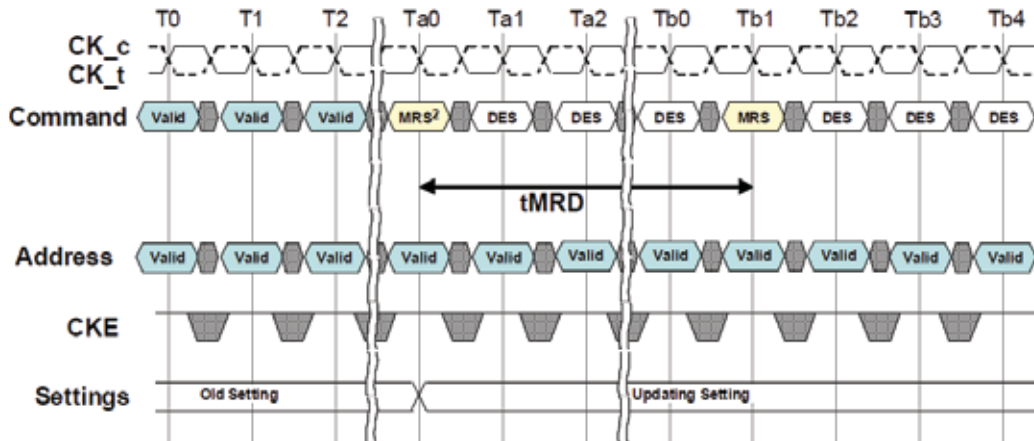 T0 T1 T2 Ta0 Ta1 Ta2 Tb0 Tb1 Tb2 Tb3 Tb4
CK_c
CK_t
Command Valid Valid Valid MRS² DES DES DES MRS DES DES DES
tMRD
Address Valid Valid Valid Valid Valid Valid Valid Valid Valid Valid Valid
CKE
Settings Old Setting Updating Setting